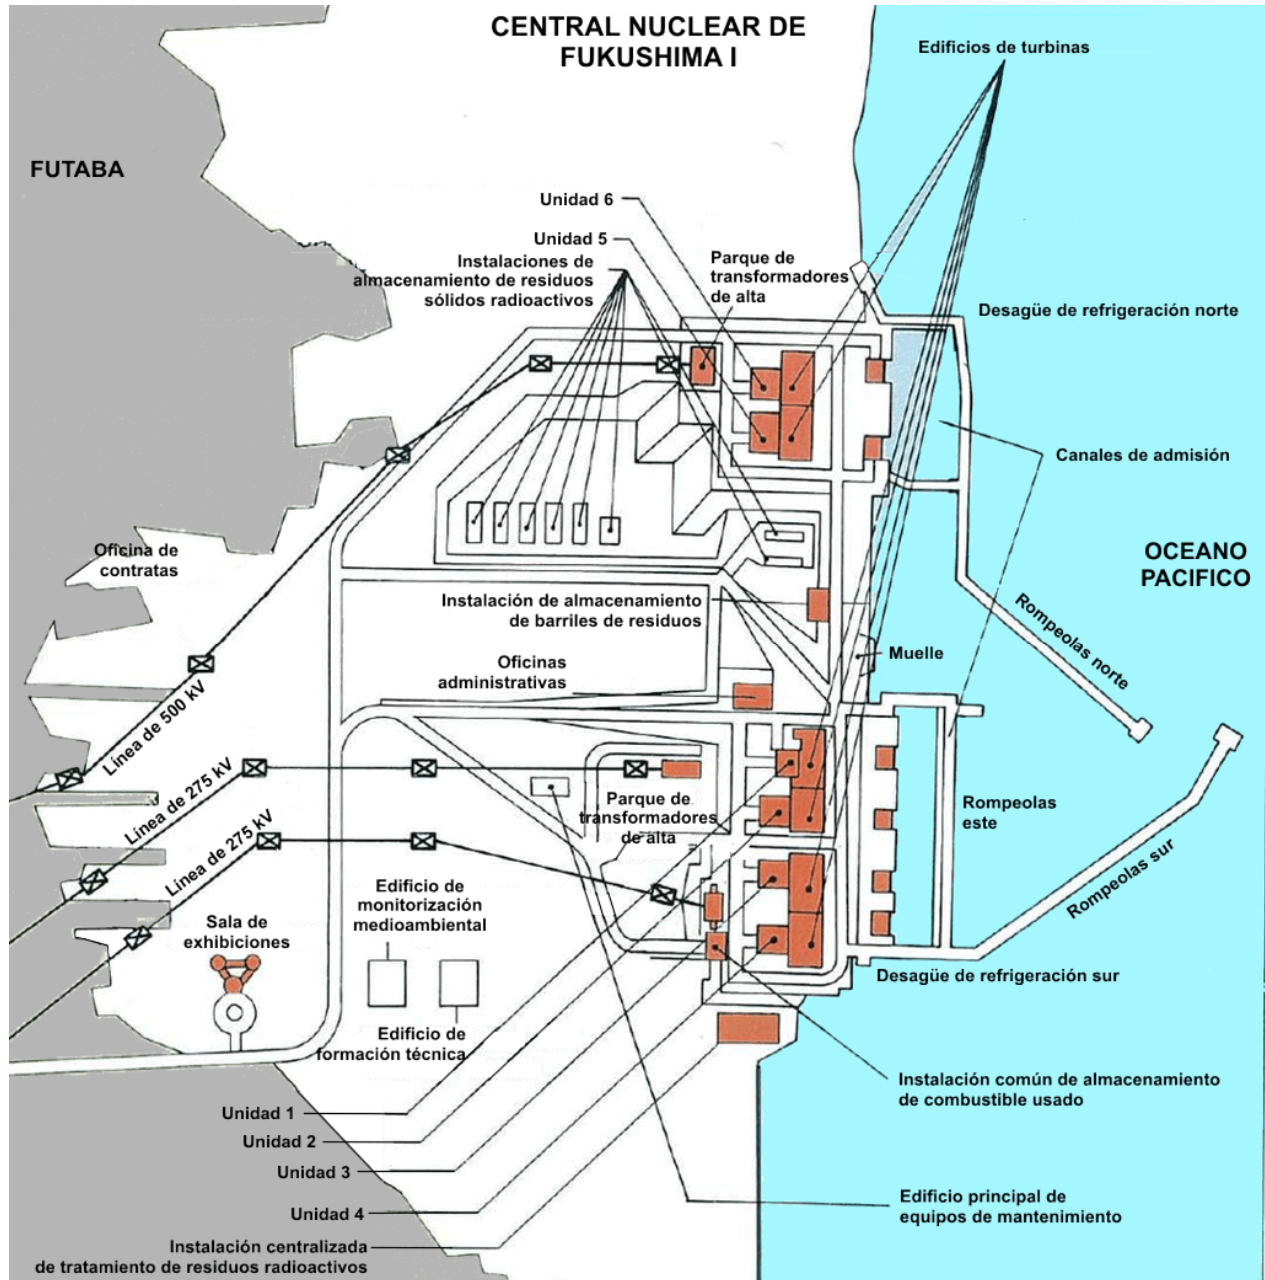 CENTRAL NUCLEAR DE
FUKUSHIMA I
Edificios de turbinas
FUTABA
Unidad 6
Unidad 5
Instalaciones de
almacenamiento de residuos
sólidos radioactivos
Parque de
transformadores
de alta
Desagüe de refrigeración norte
Canales de admisión
OCEANO
PACIFICO
Oficina de
contratas
Instalación de almacenamiento
de barriles de residuos
Rompeolas norte
Muelle
Oficinas
administrativas
Línea de 500 kV
Línea de 275 kV
Línea de 275 kV
Parque de
transformadores
de alta
Rompeolas
este
Rompeolas sur
Edificio de
monitorización
medioambiental
Sala de
exhibiciones
Desagüe de refrigeración sur
Edificio de
formación técnica
Instalación común de almacenamiento
de combustible usado
Unidad 1
Unidad 2
Unidad 3
Unidad 4
Edificio principal de
equipos de mantenimiento
Instalación centralizada
de tratamiento de residuos radioactivos